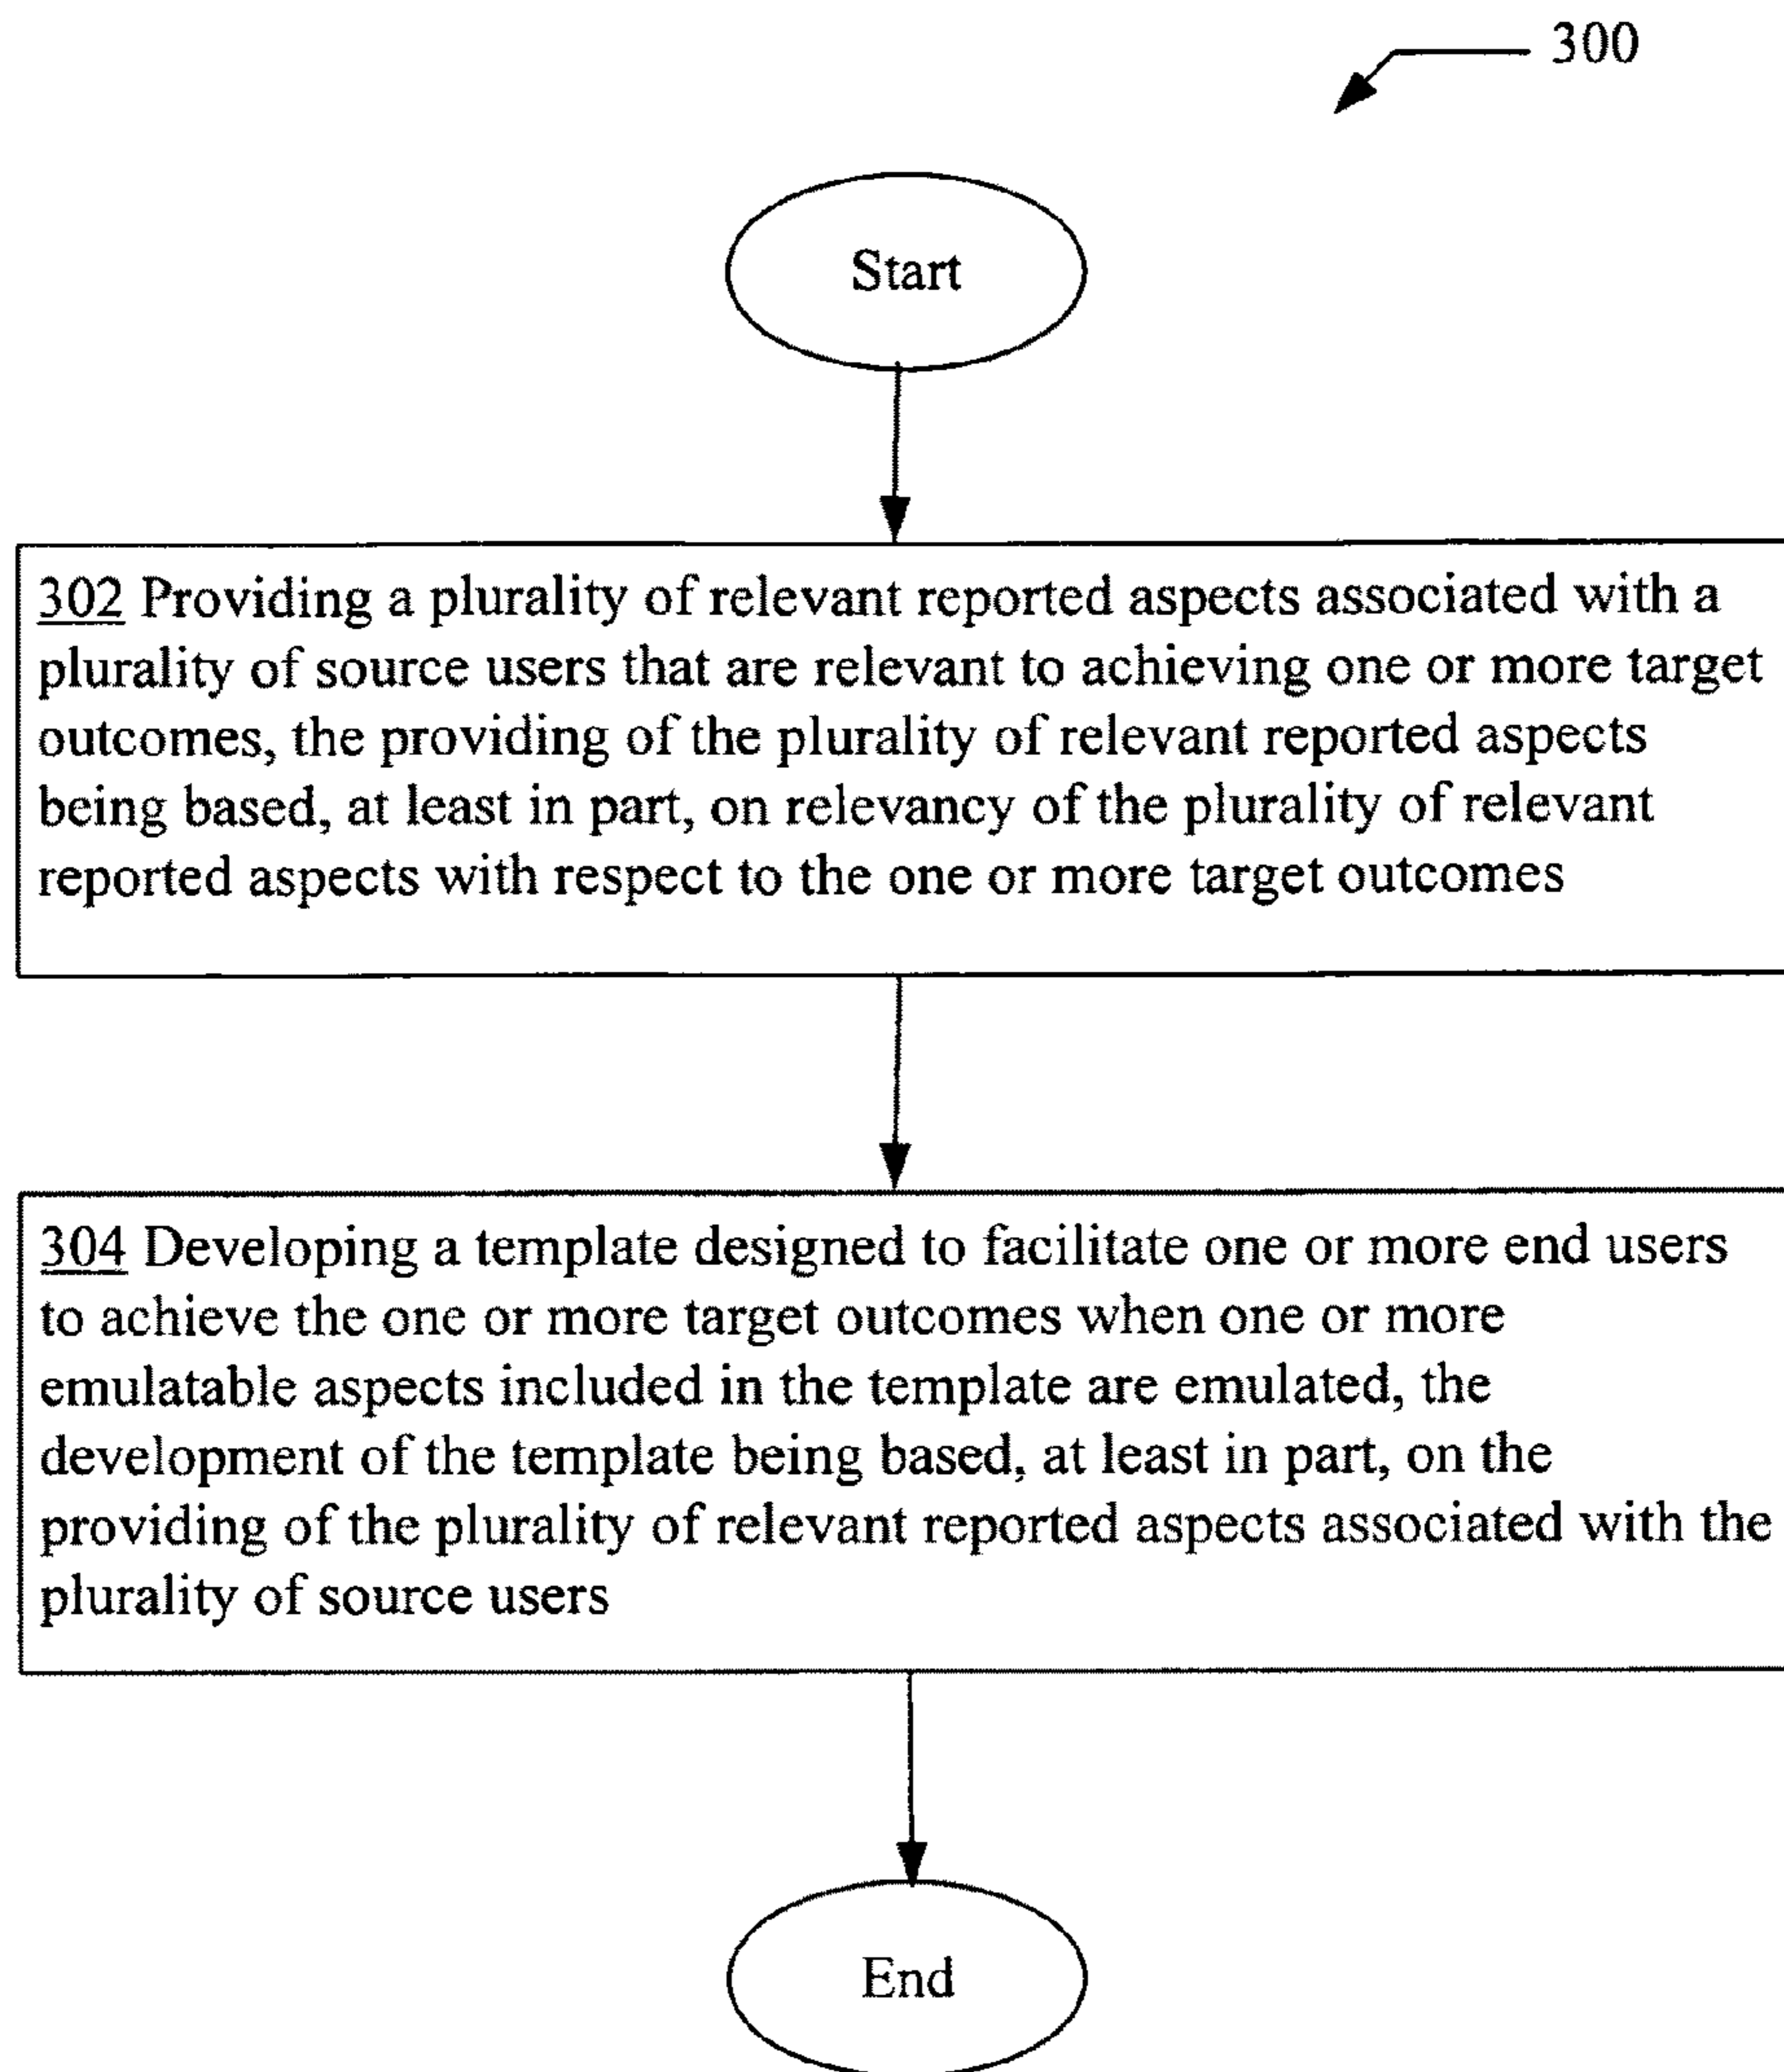 300
Start
302 Providing a plurality of relevant reported aspects associated with a
plurality of source users that are relevant to achieving one or more target
outcomes, the providing of the plurality of relevant reported aspects
being based, at least in part, on relevancy of the plurality of relevant
reported aspects with respect to the one or more target outcomes
304 Developing a template designed to facilitate one or more end users
to achieve the one or more target outcomes when one or more
emulatable aspects included in the template are emulated, the
development of the template being based, at least in part, on the
providing of the plurality of relevant reported aspects associated with the
plurality of source users
End